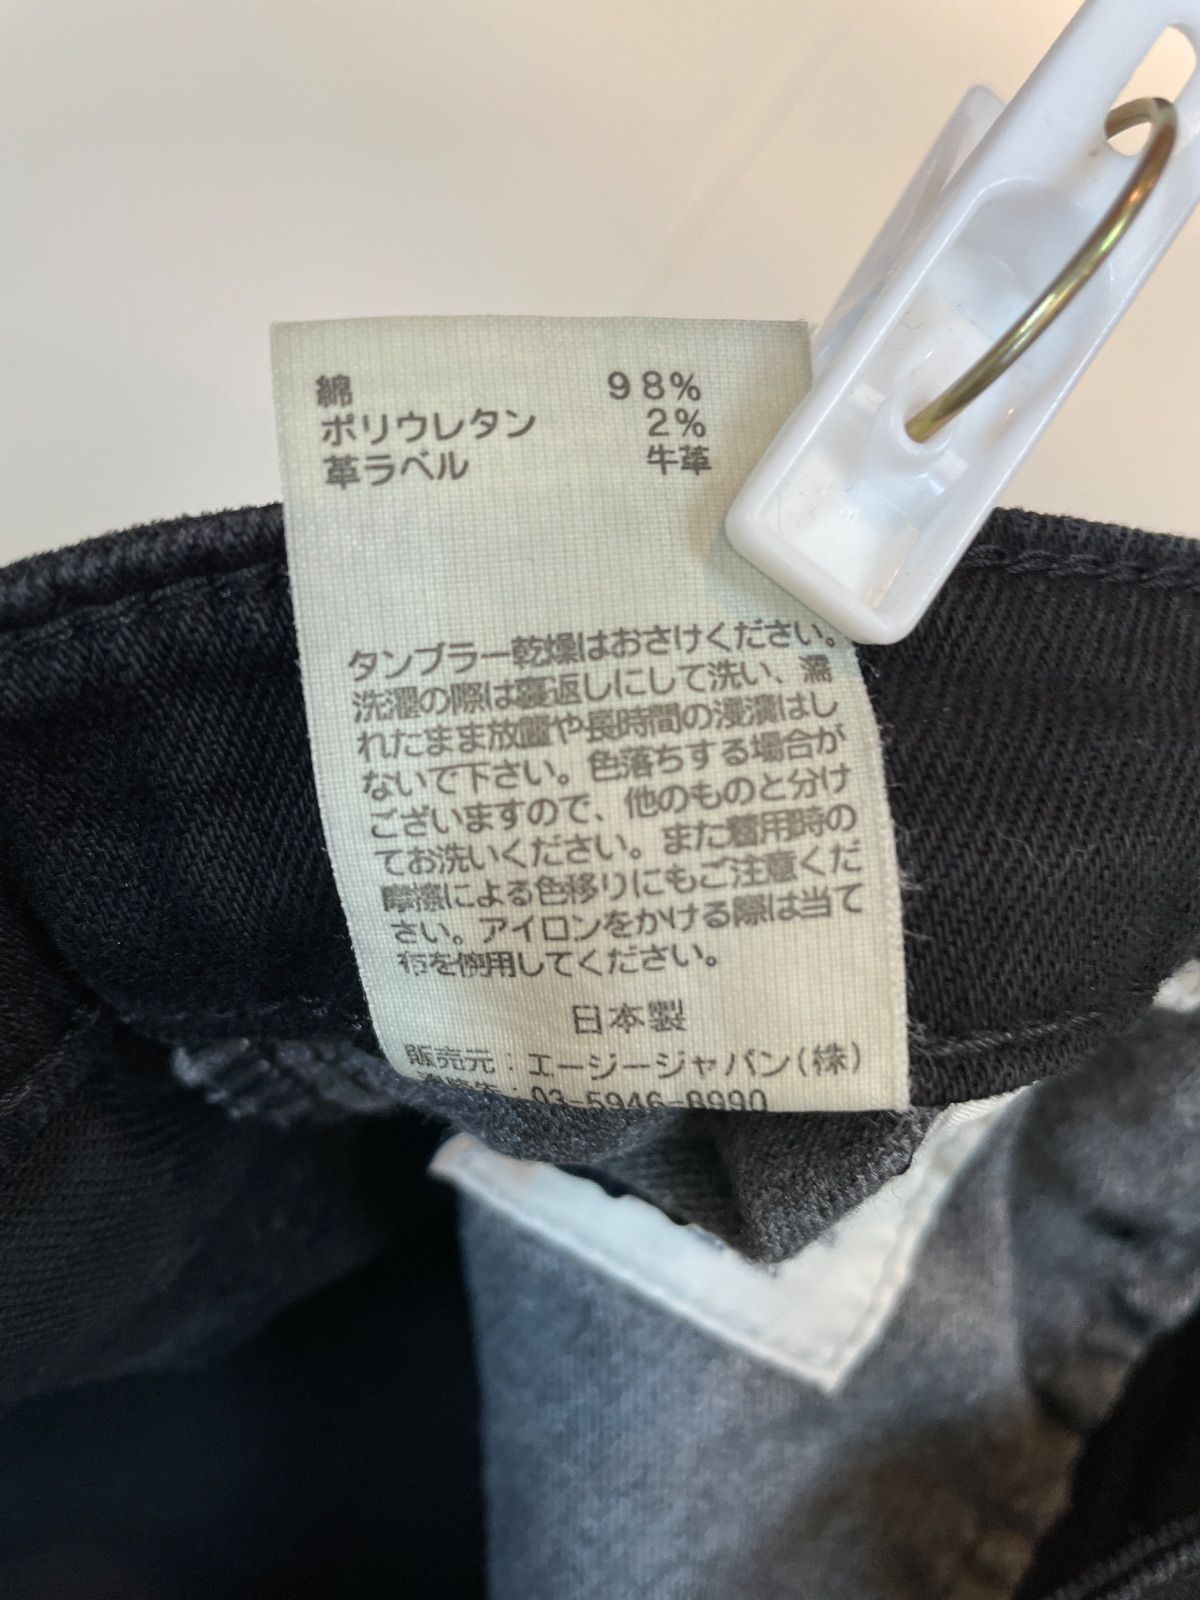 綿 98%
ポリウレタン 2%
革ラベル 牛革
タンブラー乾燥はおさけください。
洗濯の際は裏返しにして洗い、濡
れたまま放置や長時間の浸漬はし
ないで下さい。色落ちする場合が
ございますので、他のものと分け
てお洗いください。また着用時の
摩擦による色移りにもご注意くだ
さい。アイロンをかける際は当て
布を使用してください。
日本製
販売元:エージージャパン(株)
03-5946-8990